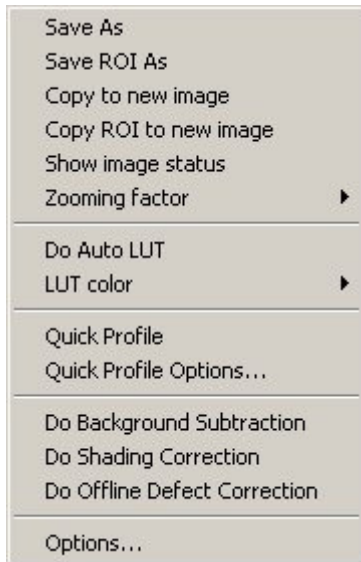 Save As
Save ROI As
Copy to new image
Copy ROI to new image
Show image status
Zooming factor
Do Auto LUT
LUT color
Quick Profile
Quick Profile Options...
Do Background Subtraction
Do Shading Correction
Do Offline Defect Correction
Options...